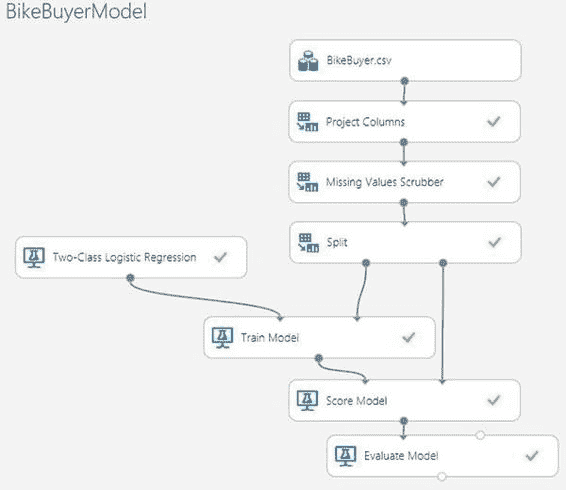 BikeBuyerModel
BikeBuyer.csv
Project Columns
Missing Values Scrubber
Split
Two-Class Logistic Regression
Train Model
Score Model
Evaluate Model